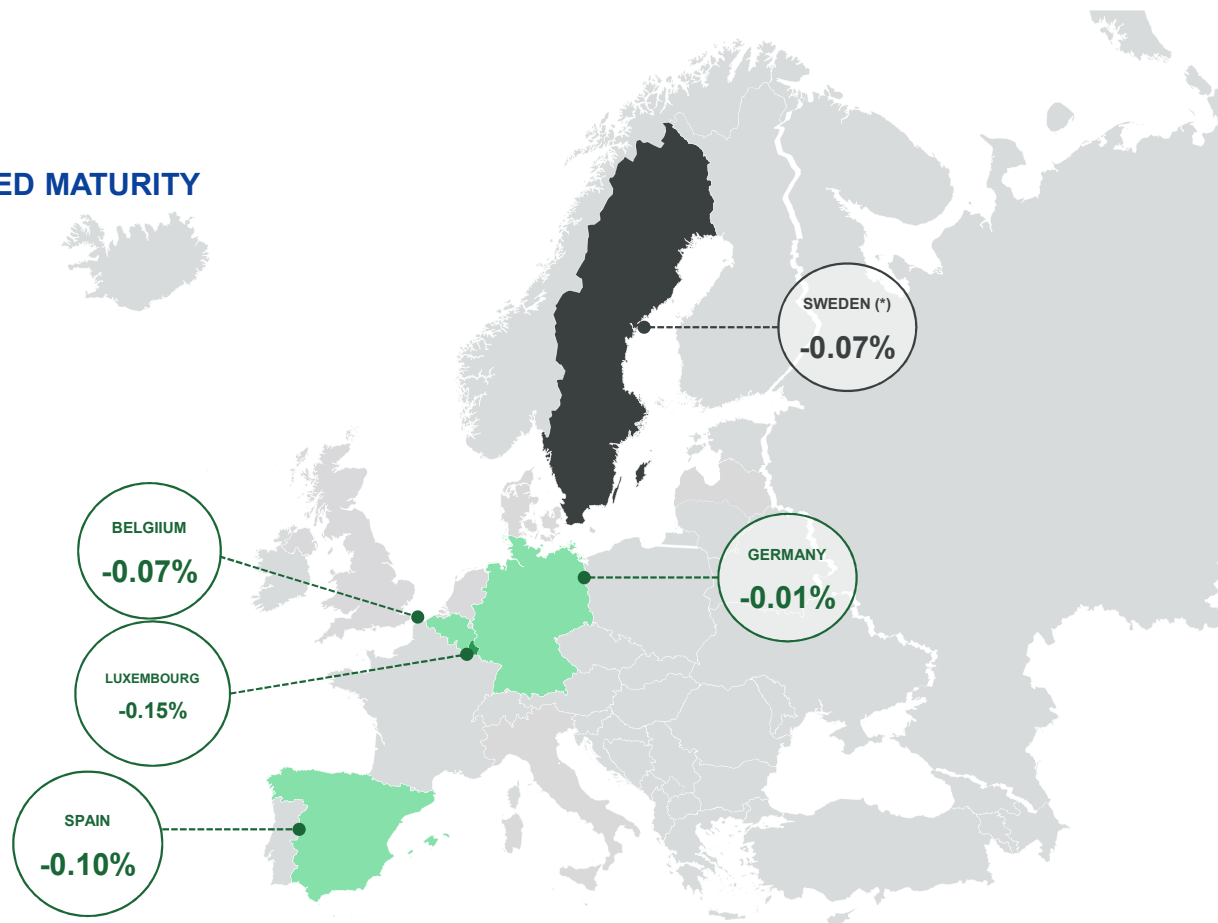 ED MATURITY
SWEDEN (*)
-0.07%
BELGIIUM
-0.07%
GERMANY
-0.01%
LUXEMBOURG
-0.15%
SPAIN
-0.10%